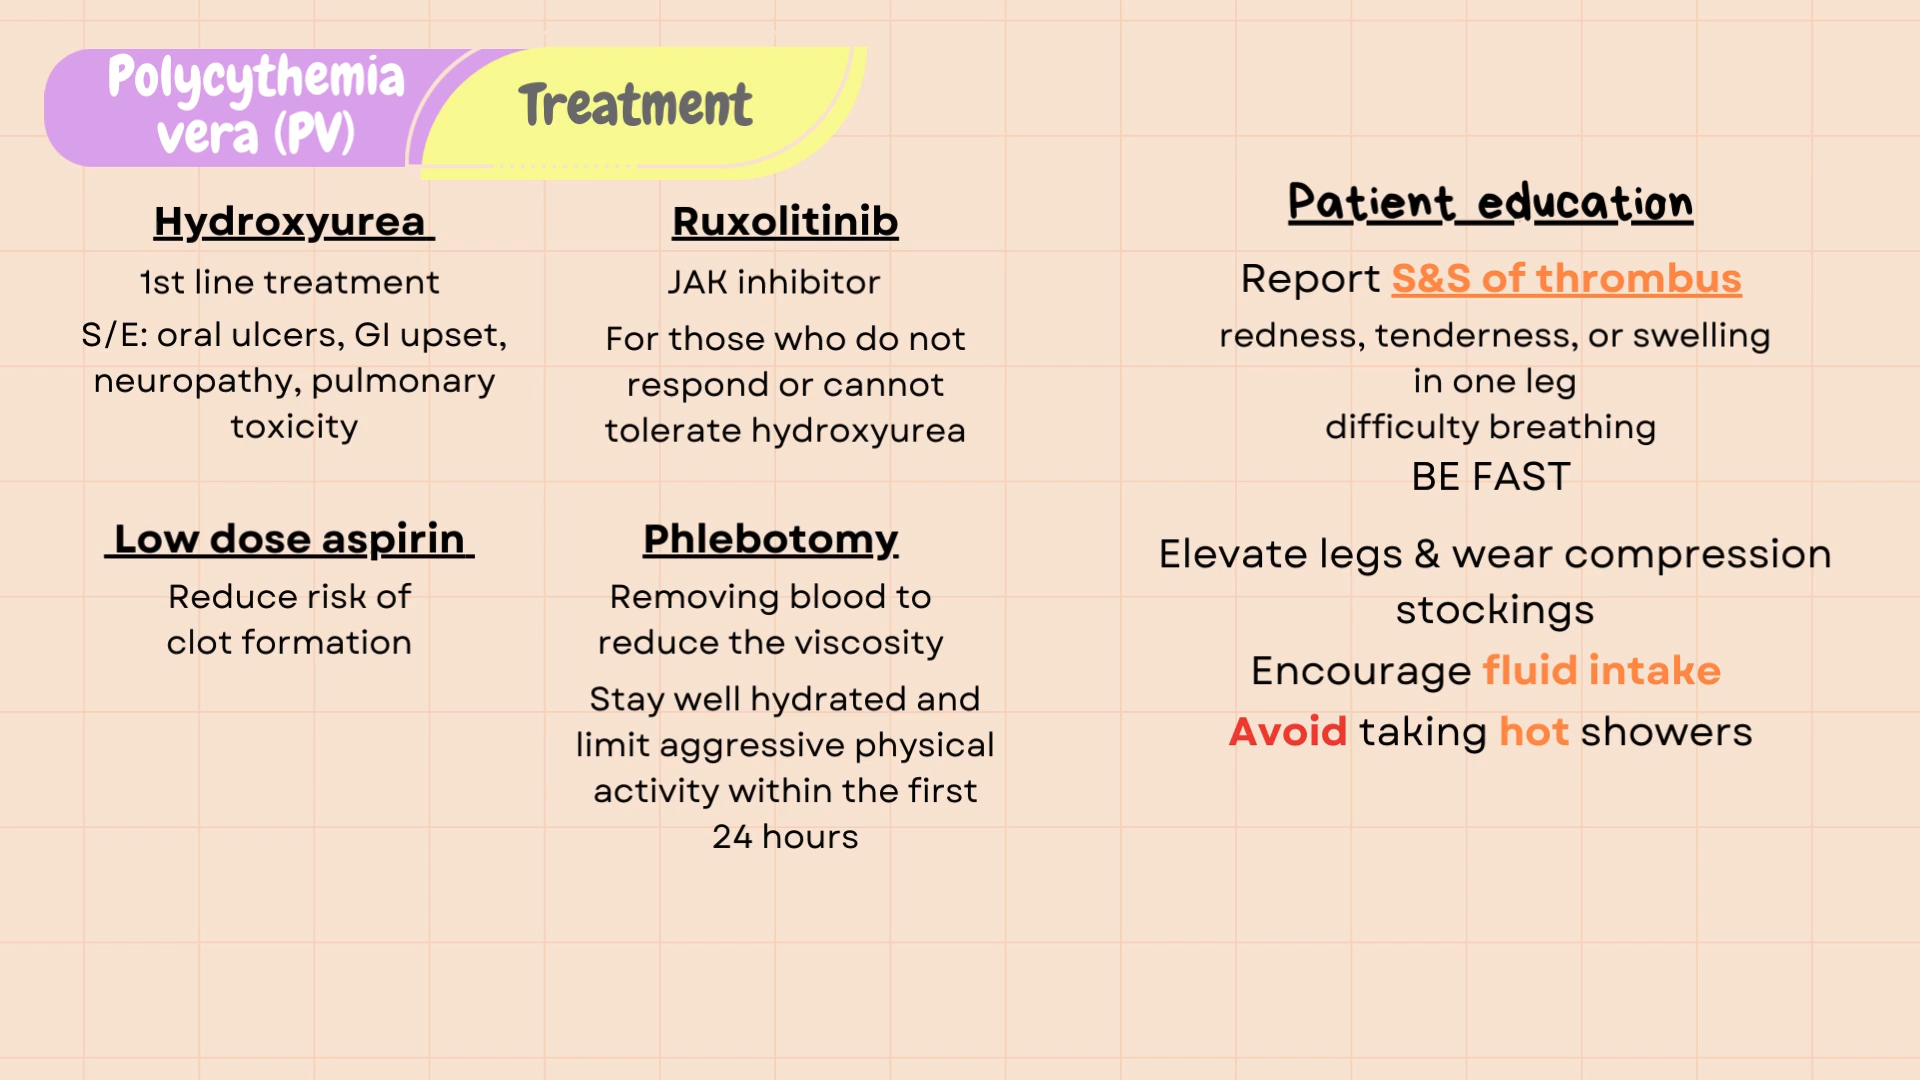 Polycythemia
vera (PV)
Treatment
Hydroxyurea
1st line treatment
S/E: oral ulcers, GI upset,
neuropathy, pulmonary
toxicity
Ruxolitinib
JAK inhibitor
For those who do not
respond or cannot
tolerate hydroxyurea
Low dose aspirin
Reduce risk of
clot formation
Phlebotomy
Removing blood to
reduce the viscosity
Stay well hydrated and
limit aggressive physical
activity within the first
24 hours
Patient education
Report S&S of thrombus
redness, tenderness, or swelling
in one leg
difficulty breathing
BE FAST
Elevate legs & wear compression
stockings
Encourage fluid intake
Avoid taking hot showers